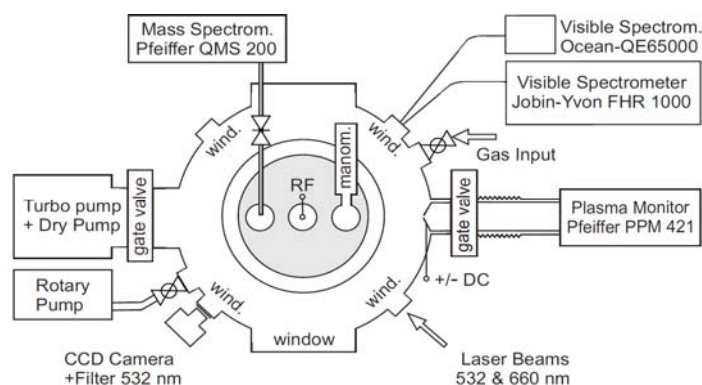 Mass Spectrom.
Pfeiffer QMS 200
Visible Spectrom.
Ocean-QE65000
Visible Spectrometer
Jobin-Yvon FHR 1000
wind.
wind.
Gas Input
manom.
RF
Turbo pump
+ Dry Pump
gate valve
gate valve
Plasma Monitor
Pfeiffer PPM 421
Rotary
Pump
+/- DC
wind.
wind.
window
CCD Camera
+Filter 532 nm
Laser Beams
532 & 660 nm